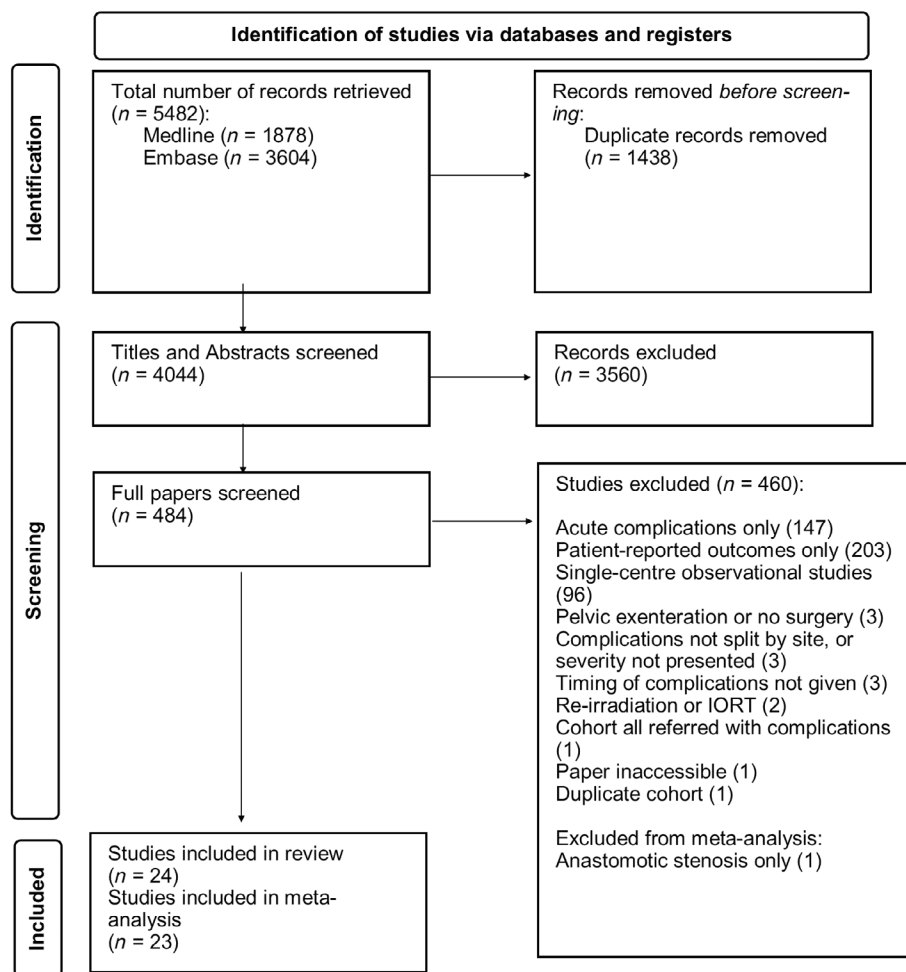 Identification of studies via databases and registers
Identification
Total number of records retrieved
(n = 5482):
Medline (n = 1878)
Embase (n = 3604)
Records removed before screen-
ing:
Duplicate records removed
(n = 1438)
Screening
Titles and Abstracts screened
(n = 4044)
Records excluded
(n = 3560)
Full papers screened
(n = 484)
Studies excluded (n = 460):
Acute complications only (147)
Patient-reported outcomes only (203)
Single-centre observational studies
(96)
Pelvic exenteration or no surgery (3)
Complications not split by site, or
severity not presented (3)
Timing of complications not given (3)
Re-irradiation or IORT (2)
Cohort all referred with complications
(1)
Paper inaccessible (1)
Duplicate cohort (1)
Excluded from meta-analysis:
Anastomotic stenosis only (1)
Included
Studies included in review
(n = 24)
Studies included in meta-
analysis
(n = 23)